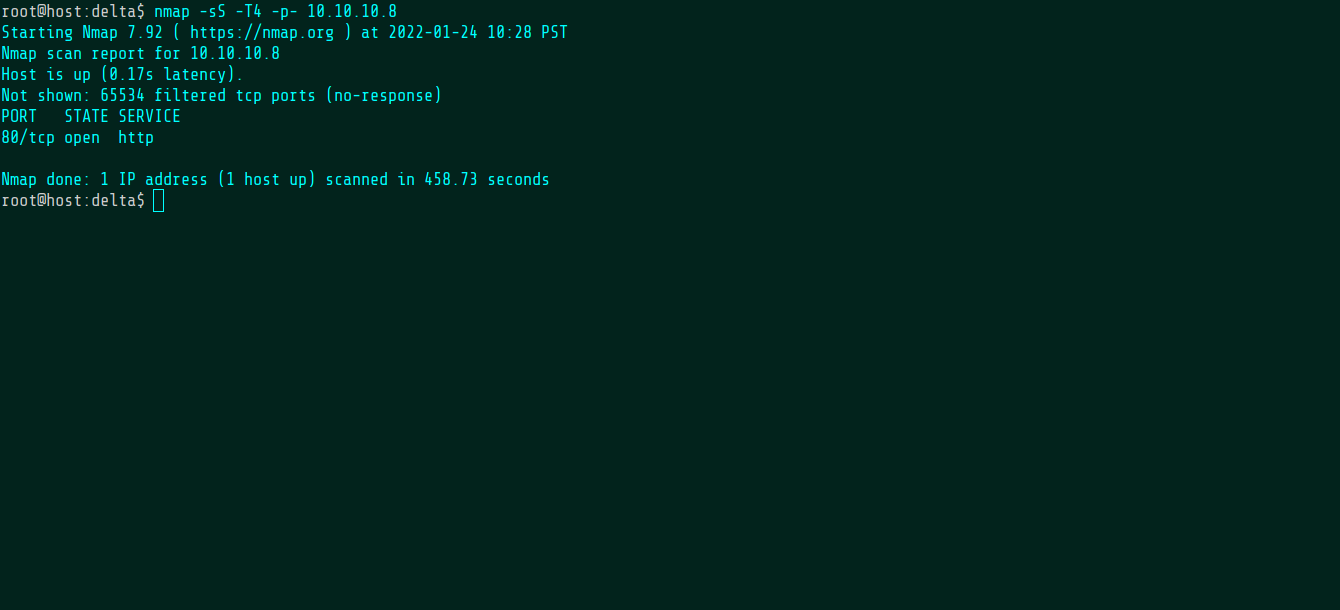 root@host:delta$ nmap -sS -T4 -p- 10.10.10.8
Starting Nmap 7.92 ( https://nmap.org ) at 2022-01-24 10:28 PST
Nmap scan report for 10.10.10.8
Host is up (0.17s latency).
Not shown: 65534 filtered tcp ports (no-response)
PORT   STATE SERVICE
80/tcp open  http
Nmap done: 1 IP address (1 host up) scanned in 458.73 seconds
root@host:delta$